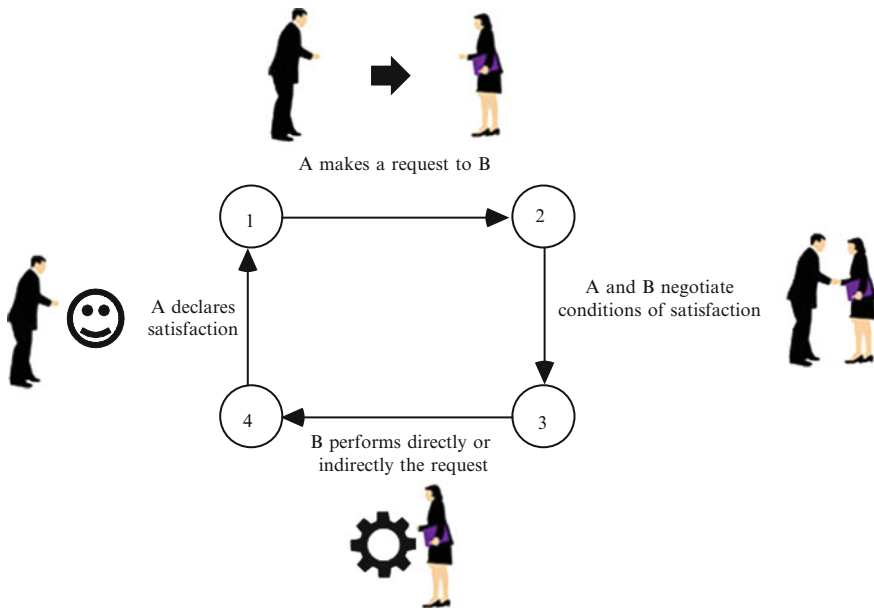 A makes a request to B
1
2
A and B negotiate
conditions of satisfaction
A declares
satisfaction
4
3
B performs directly or
indirectly the request